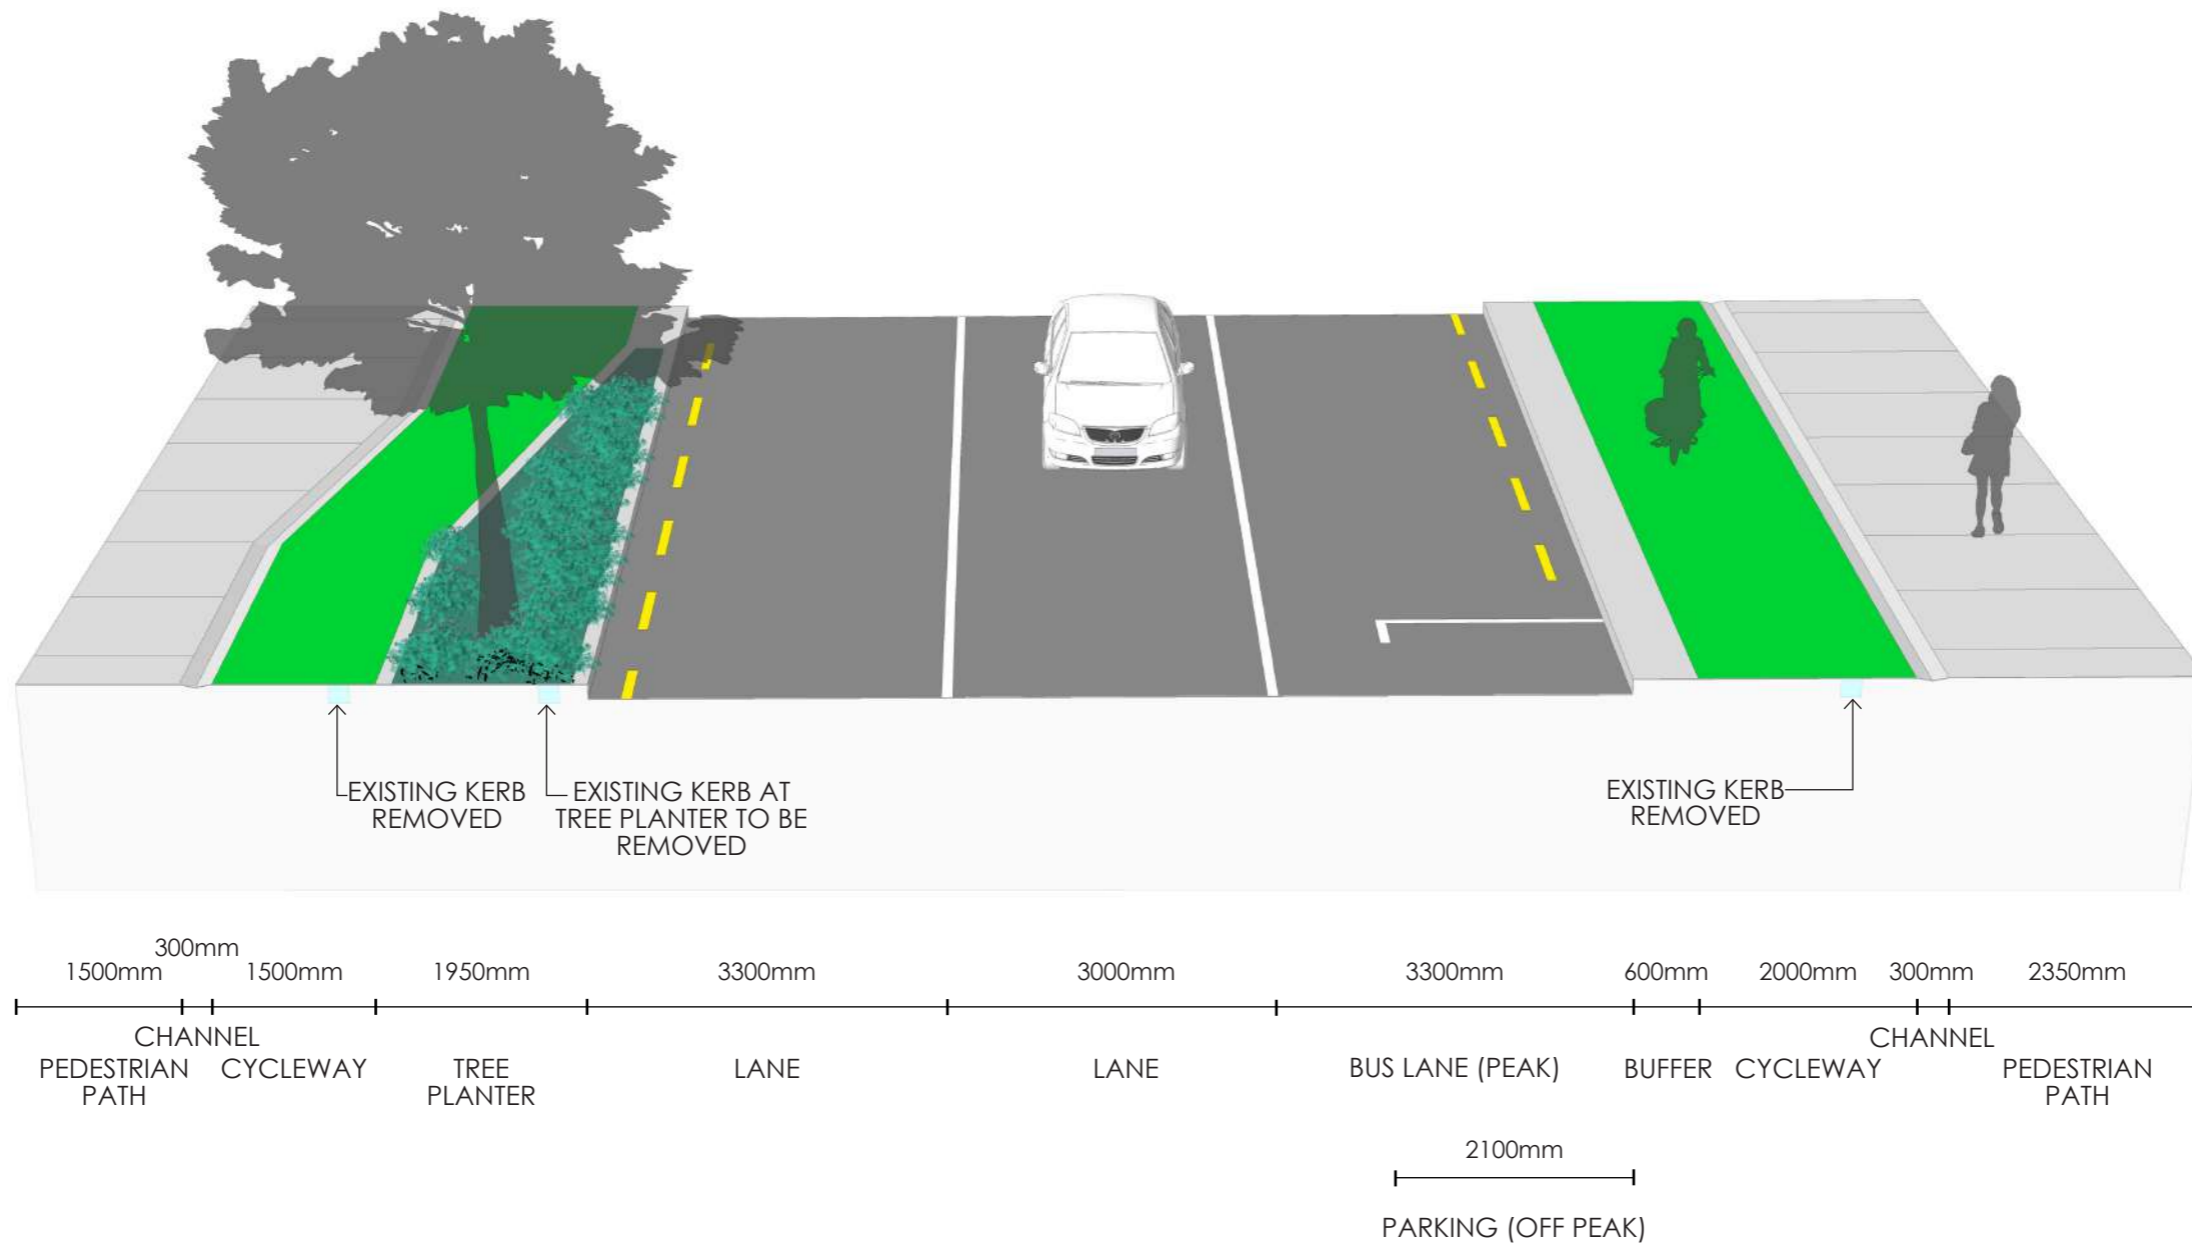 EXISTING KERB
REMOVED
EXISTING KERB AT
TREE PLANTER TO BE
REMOVED
EXISTING KERB
REMOVED
300mm
1500mm
1500mm
1950mm
3300mm
3000mm
3300mm
600mm
2000mm
300mm
2350mm
CHANNEL
CHANNEL
PEDESTRIAN
PATH
CYCLEWAY
TREE
PLANTER
LANE
LANE
BUS LANE (PEAK)
BUFFER
CYCLEWAY
PEDESTRIAN
PATH
2100mm
PARKING (OFF PEAK)